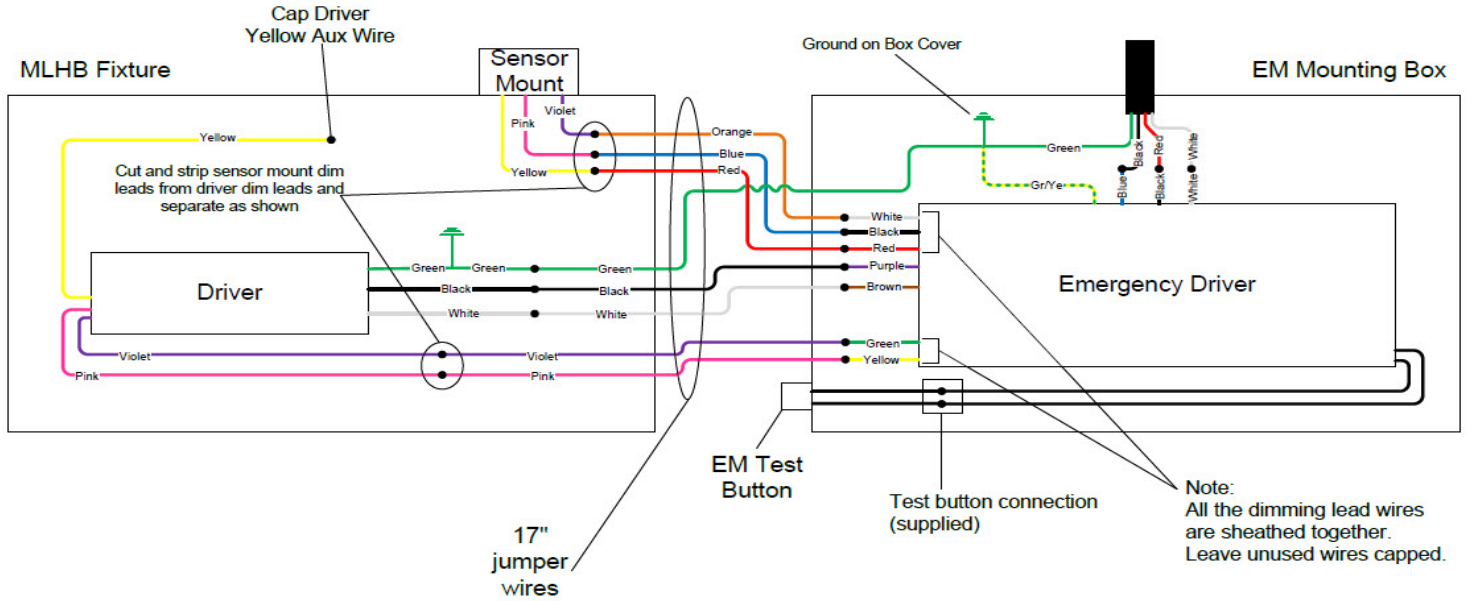 Cap Driver
Yellow Aux Wire
MLHB Fixture
Sensor
Mount
Ground on Box Cover
EM Mounting Box
Violet
Pink
Yellow
Yellow
Orange
Blue
Red
Green
Black
Red
White
Blue
Black
White
Gr/Ye
Cut and strip sensor mount dim
leads from driver dim leads and
separate as shown
White
Black
Red
Purple
Brown
Green
Green
Green
Driver
Black
Black
White
White
Emergency Driver
Violet
Violet
Pink
Pink
Green
Yellow
EM Test
Button
Test button connection
(supplied)
Note:
All the dimming lead wires
are sheathed together.
Leave unused wires capped.
17"
jumper
wires